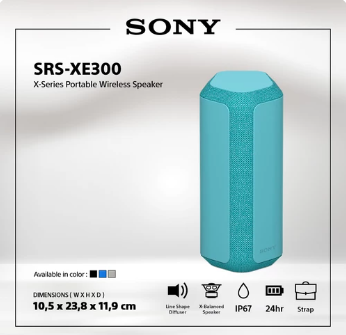 SONY
SRS-XE300
X-Series Portable Wireless Speaker
SONY
Available in color :
DIMENSIONS ( W X H X D )
10,5 x 23,8 x 11,9 cm
Line Shape
Diffuser
X-Balanced
Speaker
IP67
24hr
Strap